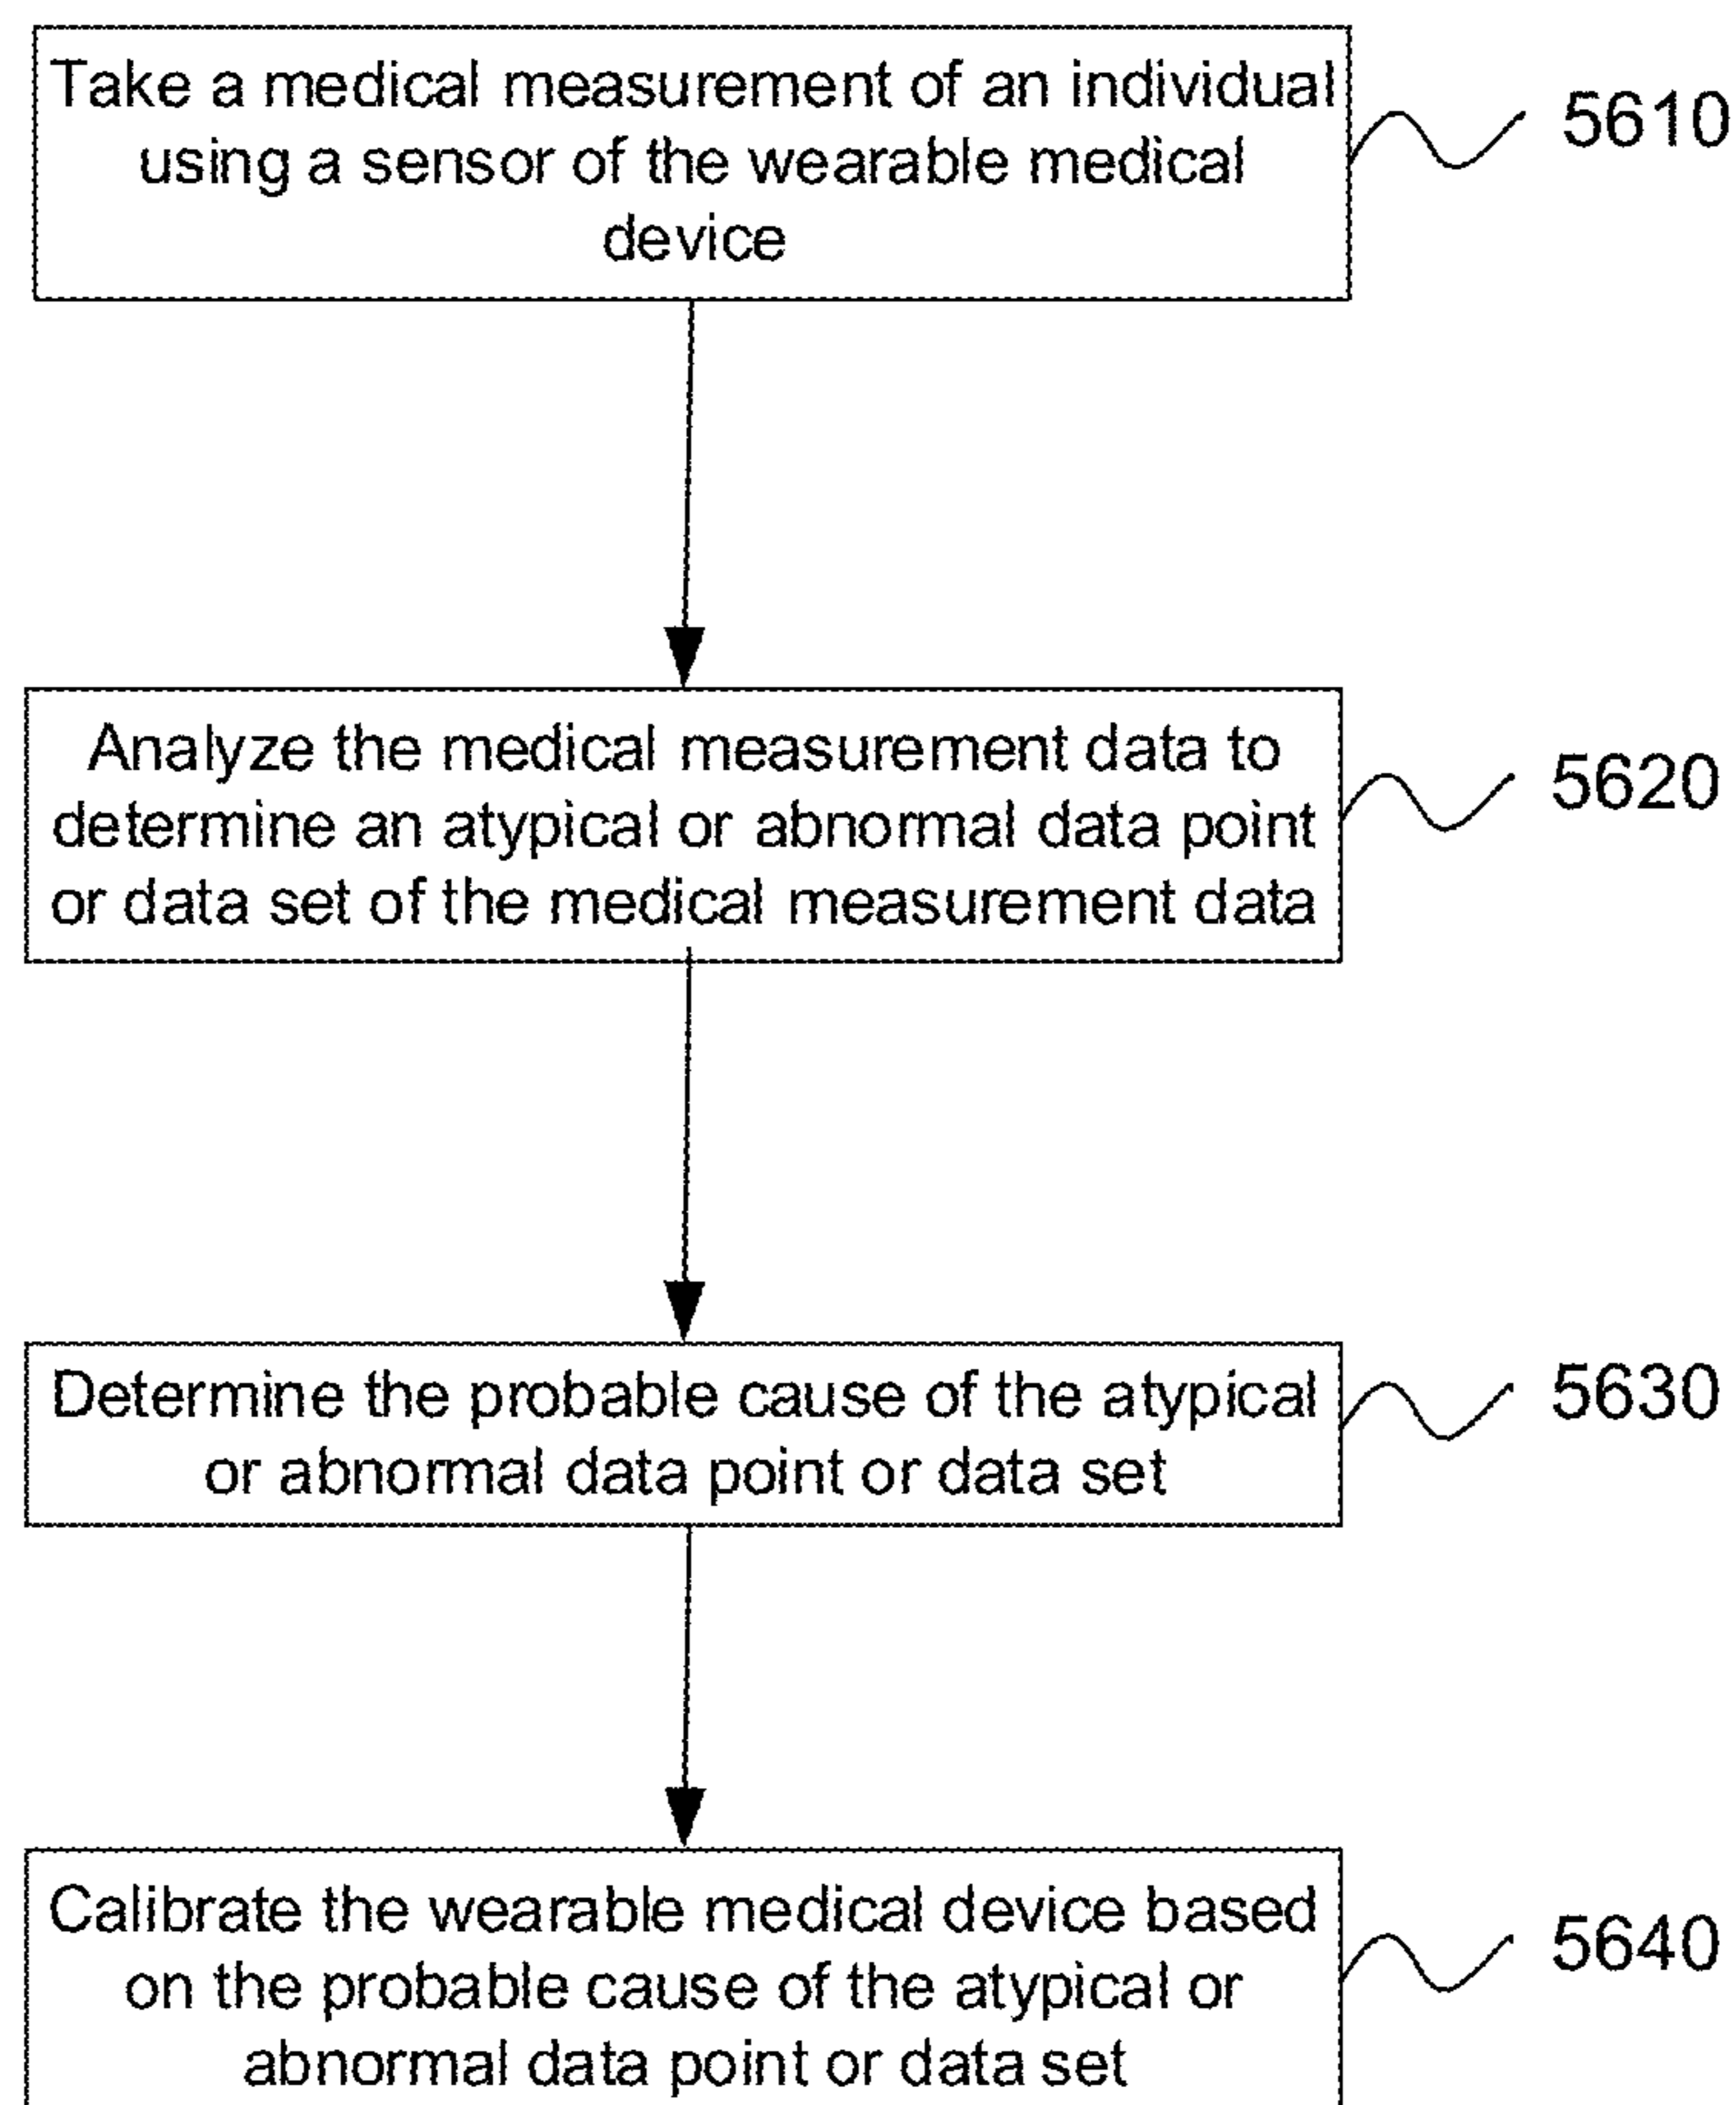 Take a medical measurement of an individual
using a sensor of the wearable medical
device
5610
Analyze the medical measurement data to
determine an atypical or abnormal data point
or data set of the medical measurement data
5620
Determine the probable cause of the atypical
or abnormal data point or data set
5630
Calibrate the wearable medical device based
on the probable cause of the atypical or
abnormal data point or data set
5640